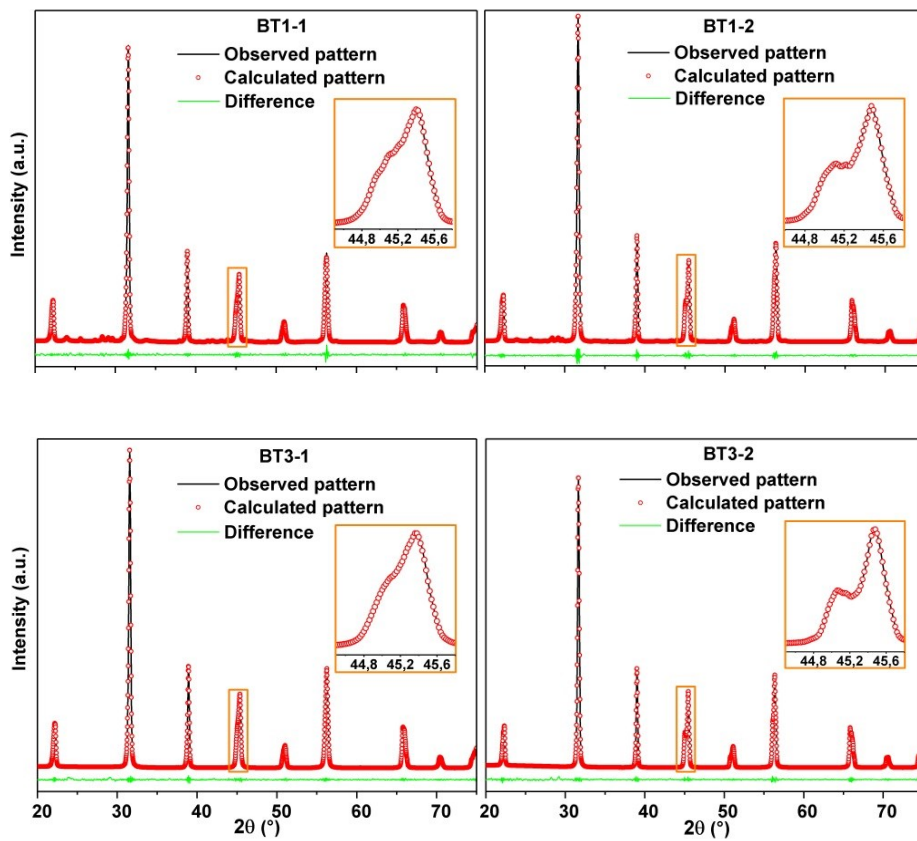 BT1-1
Observed pattern
Calculated pattern
Difference
44,8 45,2 45,6
Intensity (a.u.)
BT1-2
Observed pattern
Calculated pattern
Difference
44,8 45,2 45,6
BT3-1
Observed pattern
Calculated pattern
Difference
44,8 45,2 45,6
Intensity (a.u.)
20 30 40 50 60 70
2θ (°)
BT3-2
Observed pattern
Calculated pattern
Difference
44,8 45,2 45,6
30 40 50 60 70
2θ (°)